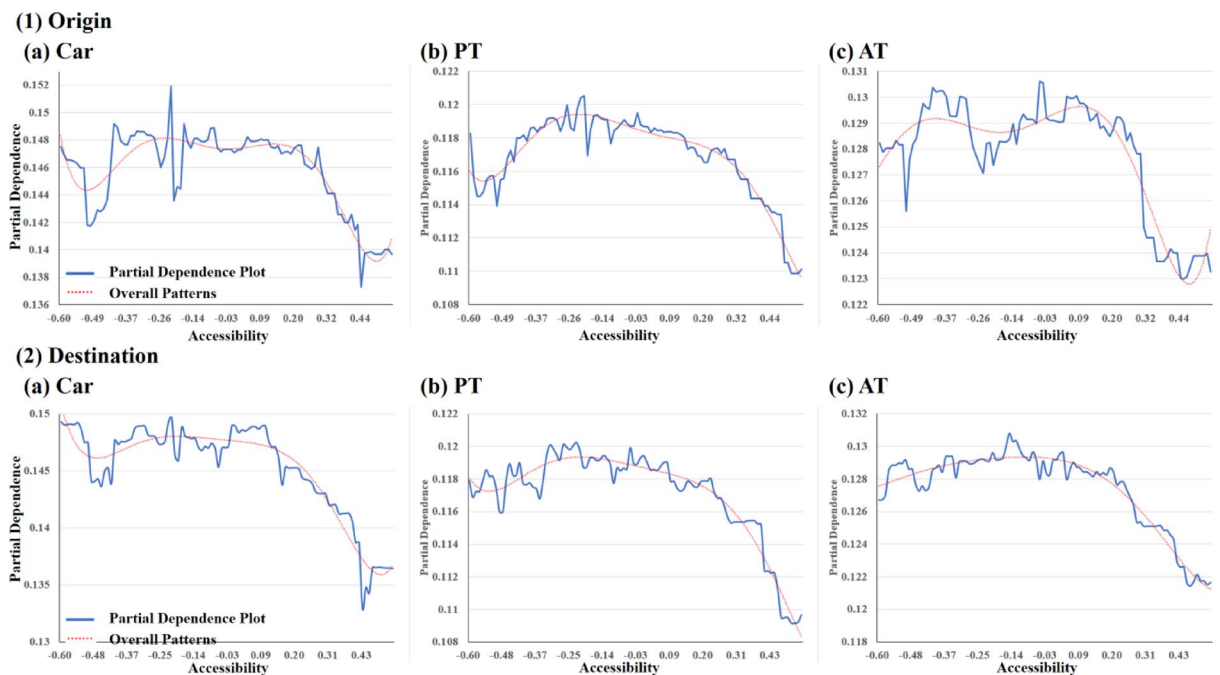 (1) Origin
(a) Car
(b) PT
(c) AT
Partial Dependence
0.152
0.15
0.148
0.146
0.144
0.142
0.14
0.138
0.136
Partial Dependence Plot
Overall Patterns
-0.60 -0.49 -0.37 -0.26 -0.14 -0.03 0.08 0.20 0.31 0.44
Accessibility
Partial Dependence
0.122
0.12
0.118
0.116
0.114
0.112
0.11
0.108
-0.60 -0.49 -0.37 -0.26 -0.14 -0.03 0.09 0.20 0.31 0.44
Accessibility
Partial Dependence
0.131
0.13
0.129
0.128
0.127
0.126
0.125
0.124
0.123
0.122
-0.60 -0.49 -0.37 -0.26 -0.14 -0.03 0.09 0.20 0.31 0.44
Accessibility
(2) Destination
(a) Car
(b) PT
(c) AT
Partial Dependence
0.15
0.145
0.14
0.135
0.13
Partial Dependence Plot
Overall Patterns
-0.60 -0.48 -0.37 -0.26 -0.14 -0.03 0.09 0.20 0.31 0.43
Accessibility
Partial Dependence
0.122
0.12
0.118
0.116
0.114
0.112
0.11
0.108
-0.60 -0.48 -0.37 -0.26 -0.14 -0.03 0.09 0.20 0.31 0.43
Accessibility
Partial Dependence
0.132
0.13
0.128
0.126
0.124
0.122
0.12
0.118
-0.60 -0.48 -0.37 -0.26 -0.14 -0.03 0.09 0.20 0.31 0.43
Accessibility